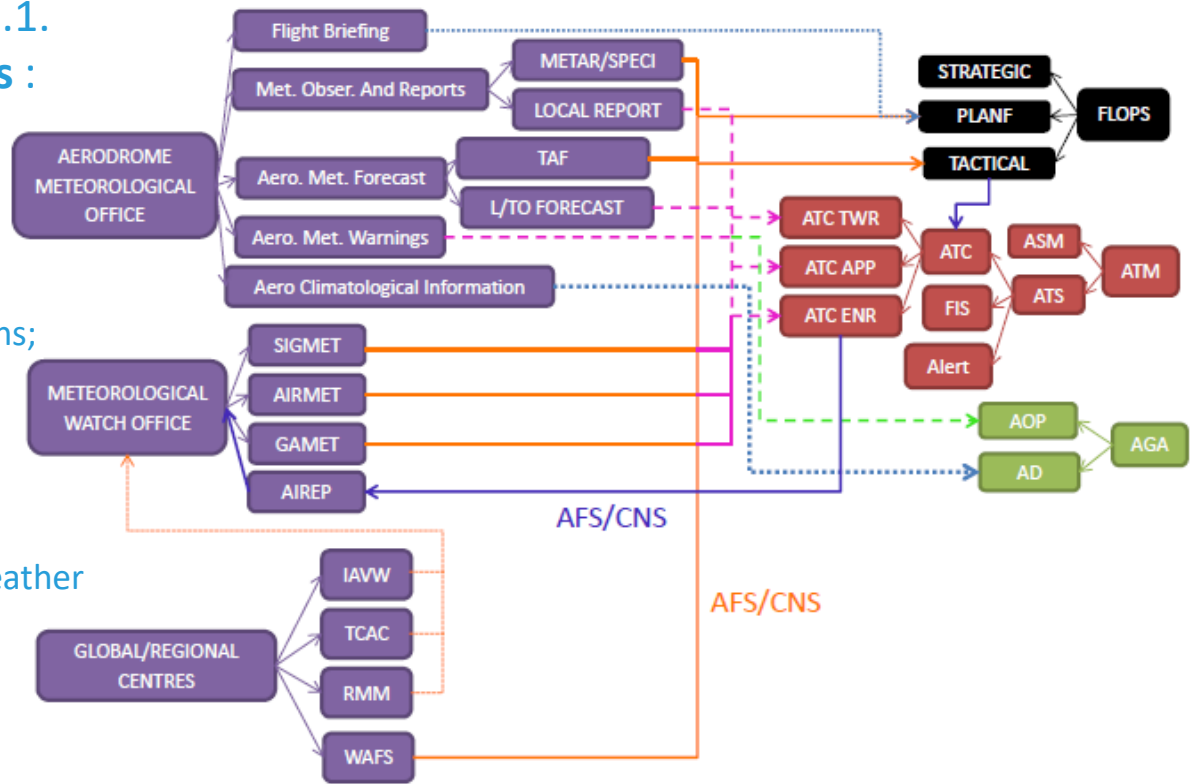 .1.
s :
ns;
eather
Flight Briefing
Met. Obser. And Reports
METAR/SPECI
LOCAL REPORT
AERODROME
METEOROLOGICAL
OFFICE
Aero. Met. Forecast
TAF
L/TO FORECAST
Aero. Met. Warnings
Aero Climatological Information
METEOROLOGICAL
WATCH OFFICE
SIGMET
AIRMET
GAMET
AIREP
GLOBAL/REGIONAL
CENTRES
IAVW
TCAC
RMM
WAFS
AFS/CNS
AFS/CNS
STRATEGIC
PLANF
TACTICAL
FLOPS
ATC TWR
ATC APP
ATC ENR
ATC
FIS
Alert
ASM
ATS
ATM
AOP
AD
AGA